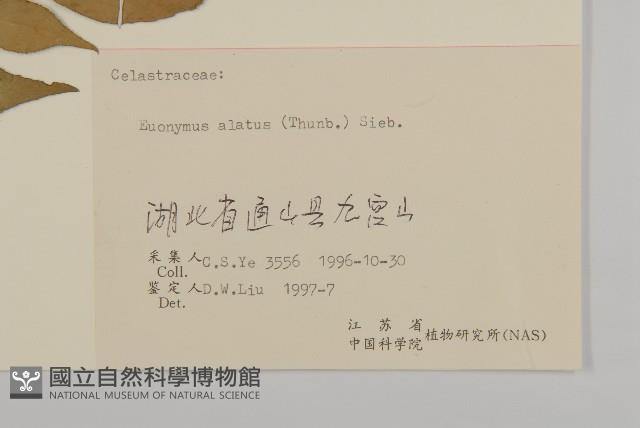 Celastraceae:
Euonymus alatus (Thunb.) Sieb.
湖北省通山县九宫山
采集人 C.S.Ye 3556 1996-10-30
Coll.
鉴定人 D.W.Liu 1997-7
Det.
江苏省
中国科学院 植物研究所(NAS)
國立自然科學博物館
NATIONAL MUSEUM OF NATURAL SCIENCE